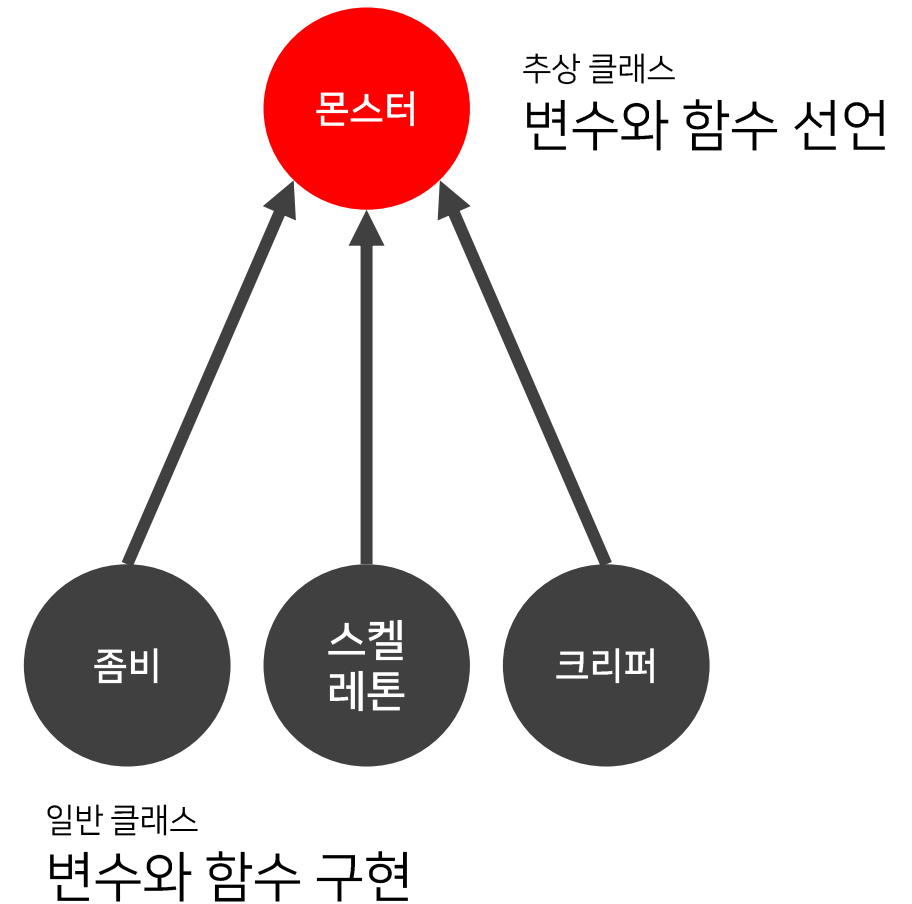 몬스터
추상 클래스
변수와 함수 선언
좀비
스켈
레톤
크리퍼
일반 클래스
변수와 함수 구현